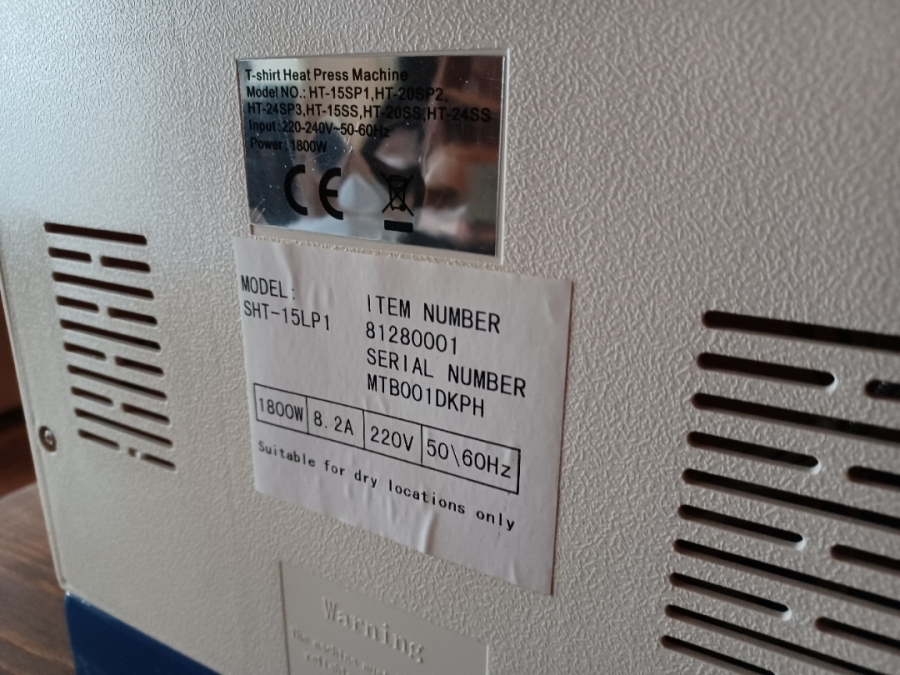 T-shirt Heat Press Machine
Model NO.: HT-15SP1,HT-20SP2,
HT-24SP3,HT-15SS,HT-20SS,HT-24SS
Input:220-240V~50-60Hz
Power: 1800W
CE
MODEL:
SHT-15LP1
ITEM NUMBER
81280001
SERIAL NUMBER
MTB001DKPH
1800W 8.2A 220V 50\60Hz
Suitable for dry locations only
Warning